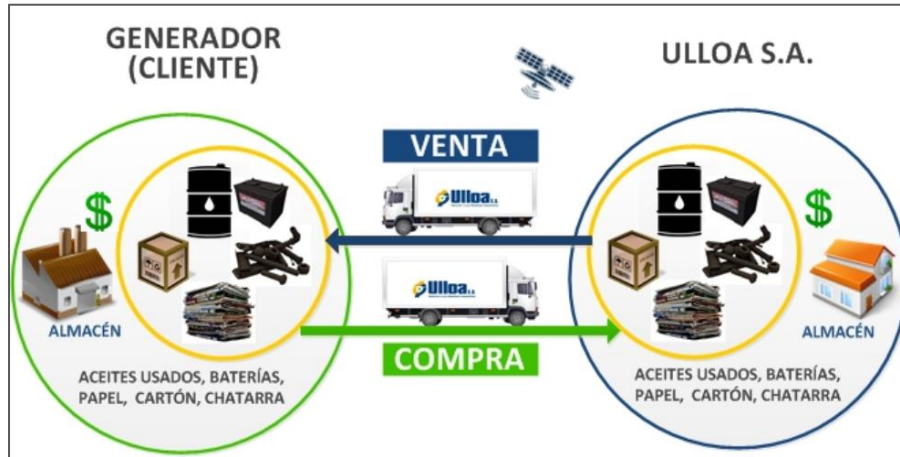 GENERADOR
(CLIENTE)
ULLOA S.A.
VENTA
Ulloa S.A.
Ulloa S.A.
COMPRA
$
ALMACÉN
ACEITES USADOS, BATERÍAS,
PAPEL, CARTÓN, CHATARRA
$
ALMACÉN
ACEITES USADOS, BATERÍAS,
PAPEL, CARTÓN, CHATARRA